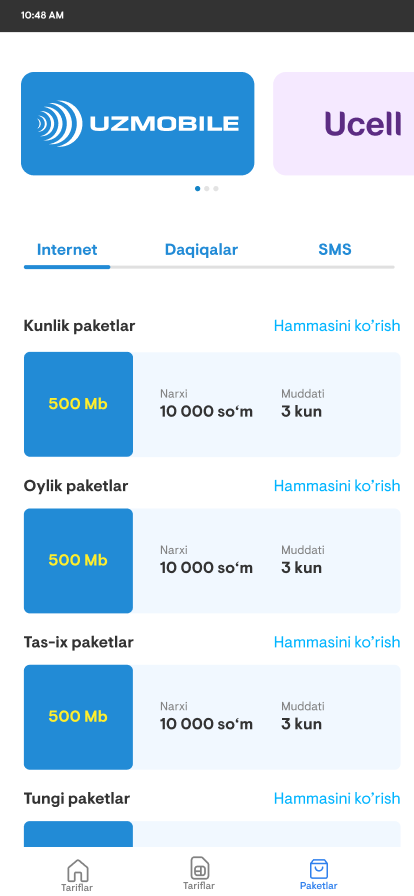 10:48 AM
UZMOBILE
Ucell
Internet Daqiqalar SMS
Kunlik paketlar Hammasini ko’rish
500 Mb
Narxi Muddati
10 000 so‘m 3 kun
Oylik paketlar Hammasini ko’rish
500 Mb
Narxi Muddati
10 000 so‘m 3 kun
Tas-ix paketlar Hammasini ko’rish
500 Mb
Narxi Muddati
10 000 so‘m 3 kun
Tungi paketlar Hammasini ko’rish
Tariflar Tariflar Paketlar